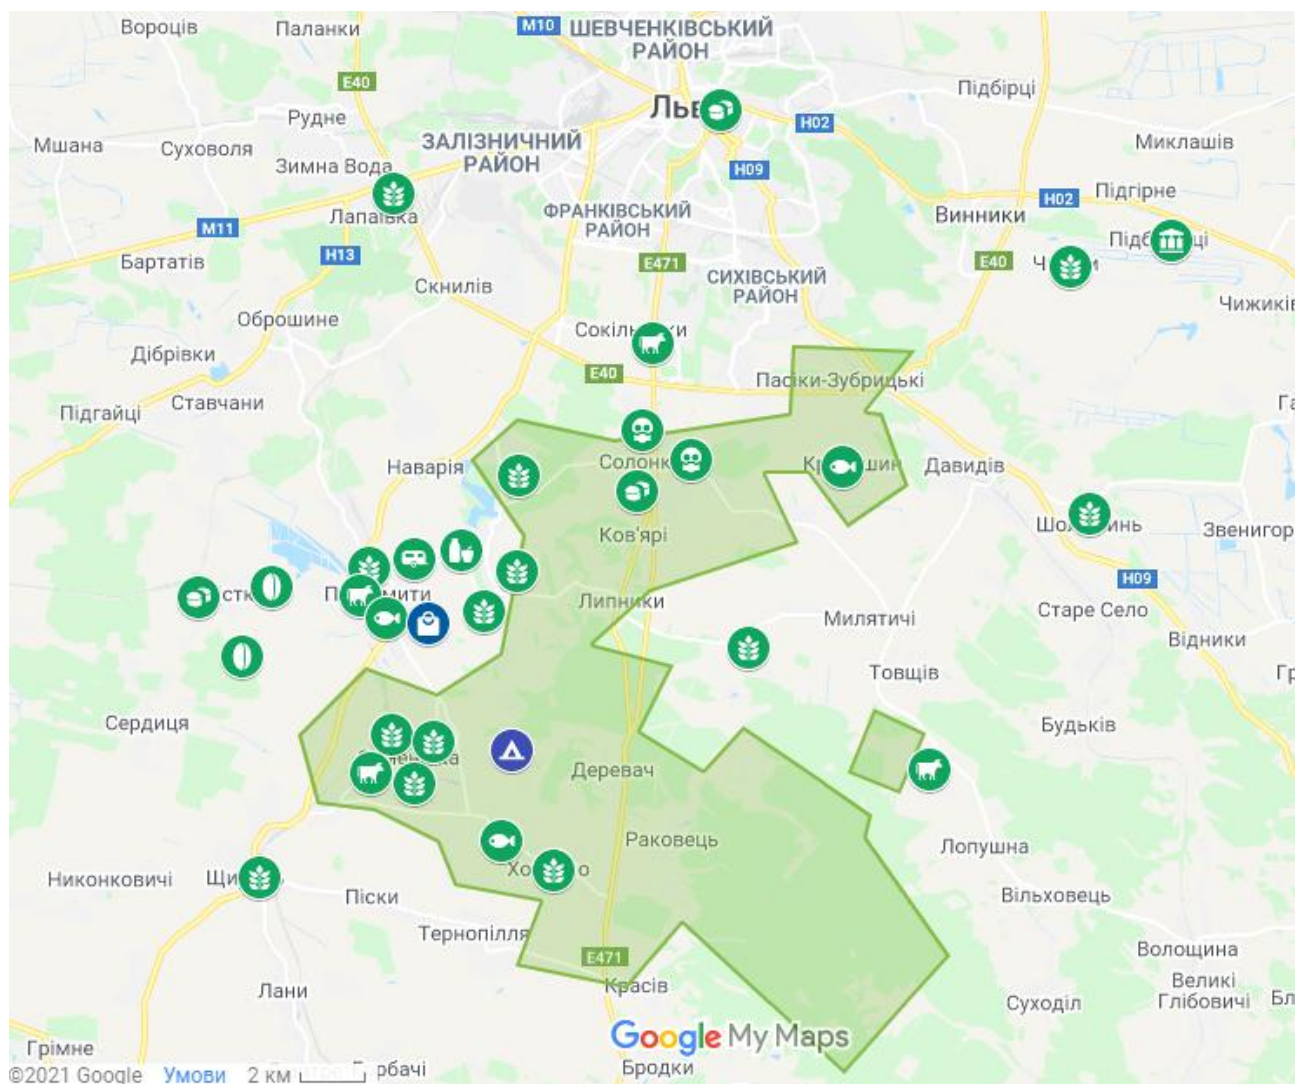 Вороців
Паланки
M10
ШЕВЧЕНКІВСЬКИЙ
РАЙОН
E40
Підбірці
Рудне
Мшана
Суховоля
ЗАЛІЗНИЧНИЙ
РАЙОН
H02
Миклашів
Зимна Вода
H09
Лапаївка
M11
ФРАНКІВСЬКИЙ
РАЙОН
Винники
H02
Підгірне
Бартатів
H13
Скнилів
E471
СИХІВСЬКИЙ
РАЙОН
E40
Чижиків
Оброшине
Дібрівки
E40
Пасіки-Зубрицькі
Підгайці
Ставчани
Наварія
Давидів
Ков'ярі
Звенигор
H09
Липники
Милятичі
Старе Село
Відники
Товщів
Сердиця
Будьків
Деревач
Раковець
Лопушна
Никонковичі
Піски
Вільховець
Тернопілля
E471
Волощина
Красів
Лани
Великі
Глібовичі
Суходіл
Google My Maps
Грімне
Бродки
©2021 Google Умови 2 км